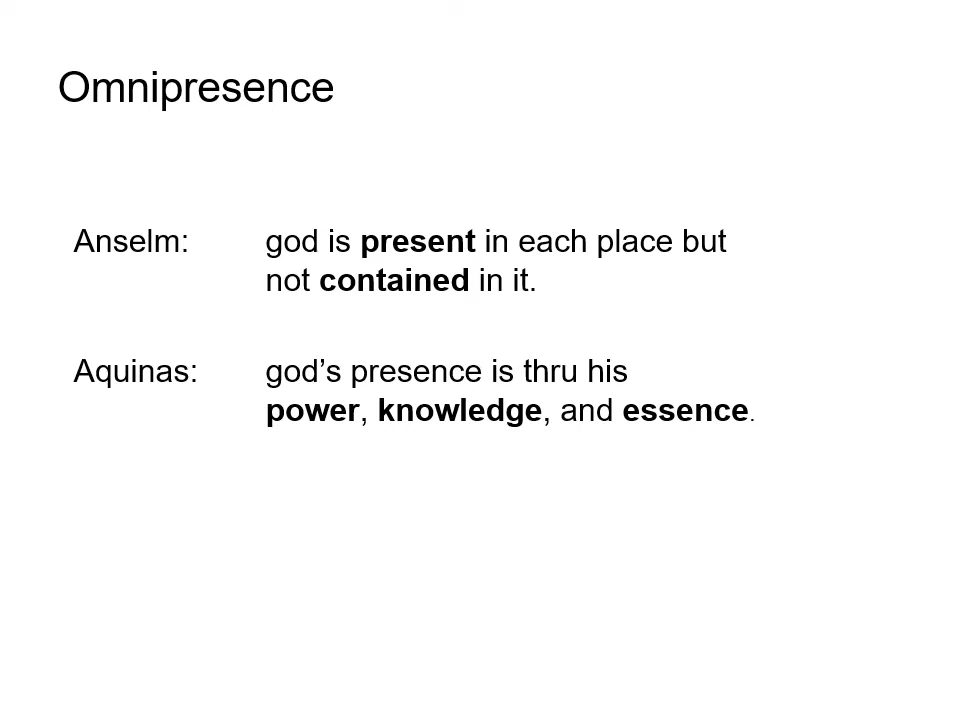 Omnipresence
Anselm: god is present in each place but
not contained in it.
Aquinas: god’s presence is thru his
power, knowledge, and essence.